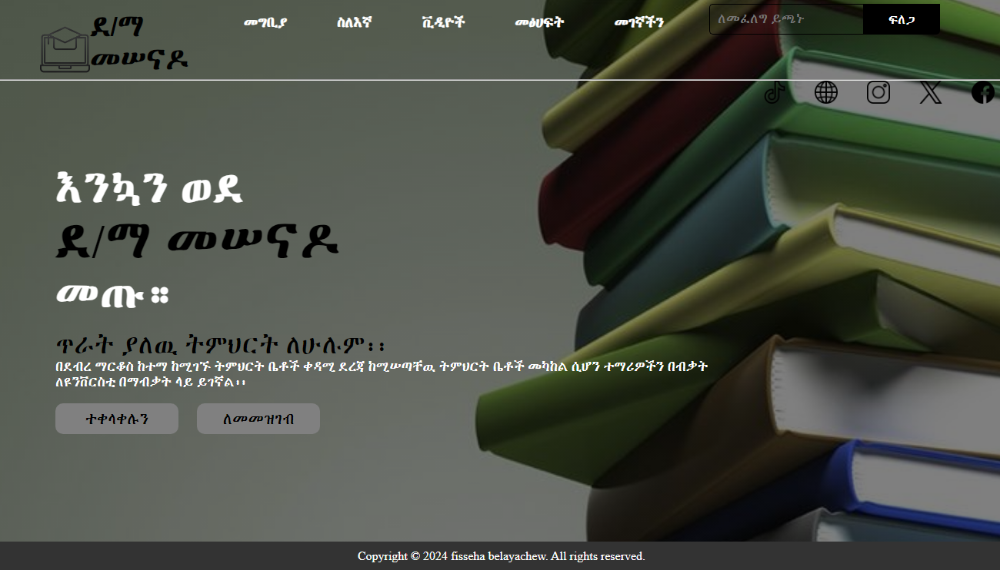 ደ/ማ
መሠናዶ
መግቢያ ስለእኛ ቪዲዮች መፅሀፍት መገኛችን ለመፈለግ ይጫኑ ፍለጋ
እንኳን ወደ
ደ/ማ መሠናዶ
መጡ።
ጥራት ያለዉ ትምህርት ለሁሉም፡፡
በደብረ ማርቆስ ከተማ ከሚገኙ ትምህርት ቤቶች ቀዳሚ ደረጃ ከሚሠጣቸዉ ትምህርት ቤቶች መካከል ሲሆን ተማሪዎችን በብቃት
ለዩንቨርስቲ በማብቃት ላይ ይገኛል፡፡
ተቀላቀሉን ለመመዝገብ
Copyright © 2024 fisseha belayachew. All rights reserved.